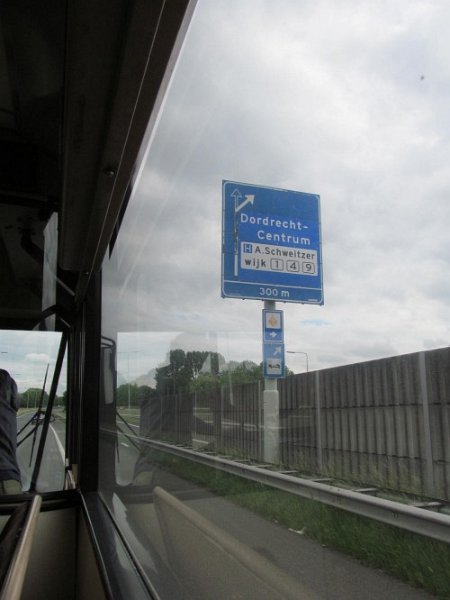 Dordrecht-
Centrum
H A.Schweitzer
wijk 1 4 9
300 m